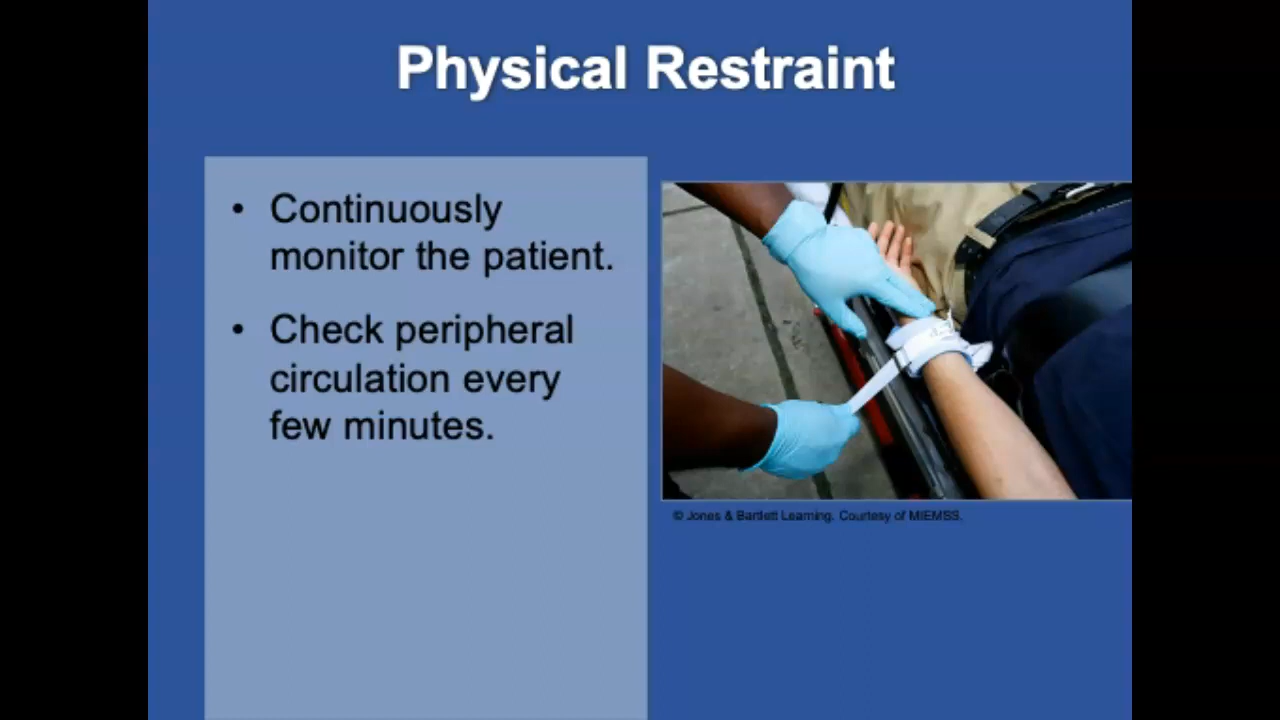 Physical Restraint
• Continuously
monitor the patient.
• Check peripheral
circulation every
few minutes.
© Jones & Bartlett Learning. Courtesy of MIEMSS.